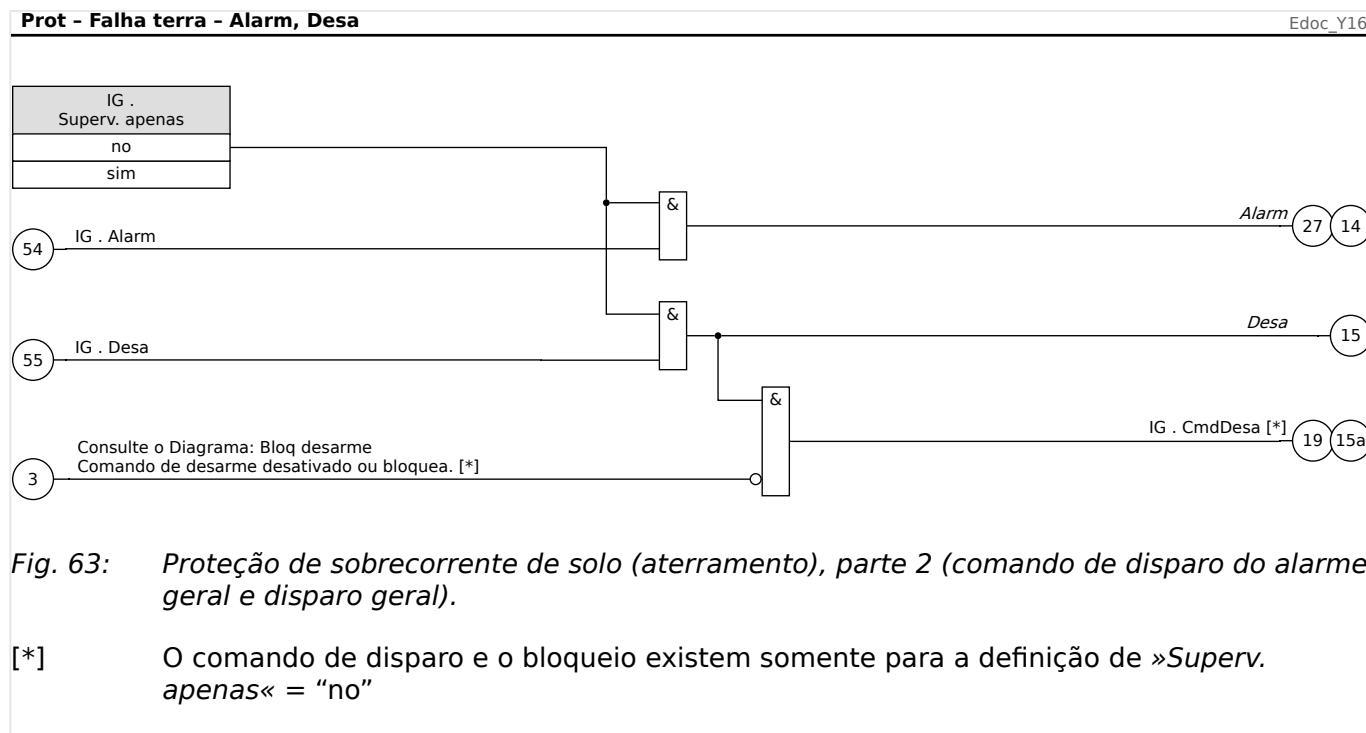 Prot – Falha terra – Alarm, Desa
Edoc_Y16
IG .
Superv. apenas
no
sim
&
Alarm
27
14
54
IG . Alarm
&
Desa
15
55
IG . Desa
&
IG . CmdDesa [*]
19
15a
Consulte o Diagrama: Bloq desarme
Comando de desarme desativado ou bloquea. [*]
3
Fig. 63: Proteção de sobrecorrente de solo (aterramento), parte 2 (comando de disparo do alarme
geral e disparo geral).
[*] O comando de disparo e o bloqueio existem somente para a definição de »Superv.
apenas« = “no”